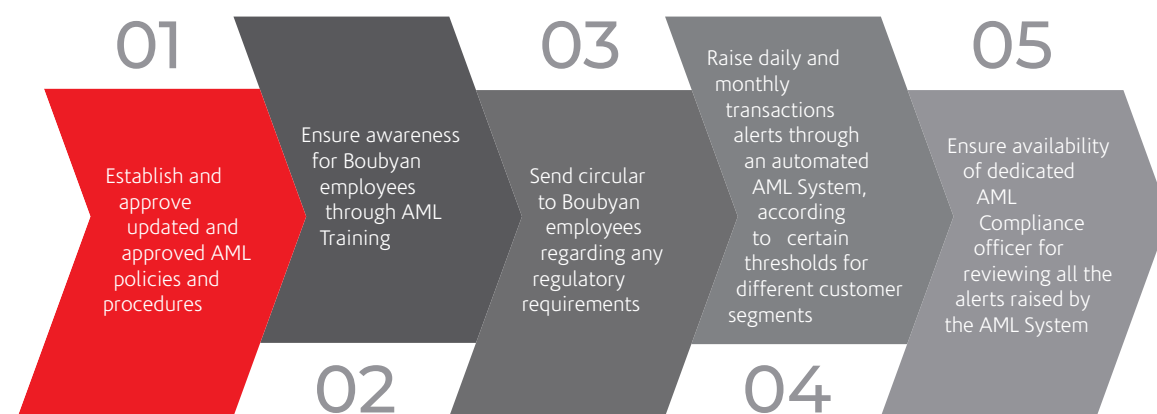 01
Establish and
approve
updated and
approved AML
policies and
procedures
02
Ensure awareness
for Boubyan
employees
through AML
Training
03
Send circular
to Boubyan
employees
regarding any
regulatory
requirements
04
Raise daily and
monthly
transactions
alerts through
an automated
AML System,
according
to certain
thresholds for
different customer
segments
05
Ensure availability
of dedicated
AML
Compliance
officer for
reviewing all the
alerts raised by
the AML System